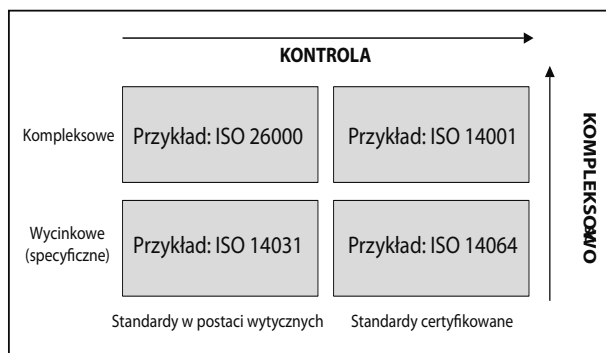 KONTROLA
Kompleksowe
Przykład: ISO 26000
Przykład: ISO 14001
Wycinkowe
(specyficzne)
Przykład: ISO 14031
Przykład: ISO 14064
Standardy w postaci wytycznych
Standardy certyfikowane